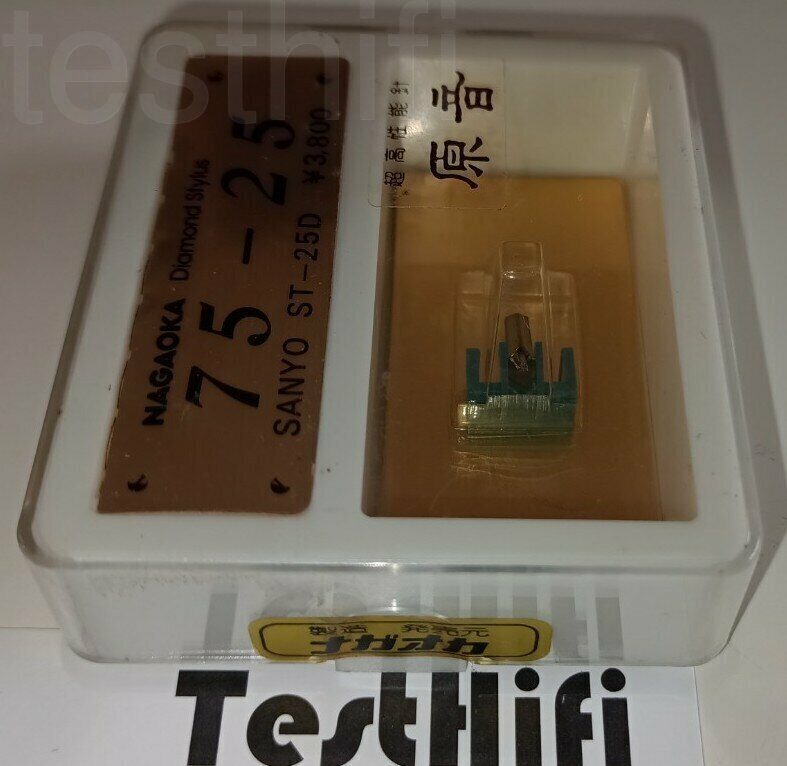 testhifi
NAGAOKA Diamond Stylus
75-25
SANYO ST-25D ¥3,800
原音
超高性能針
製造 発売元
ナガオカ
TestHifi